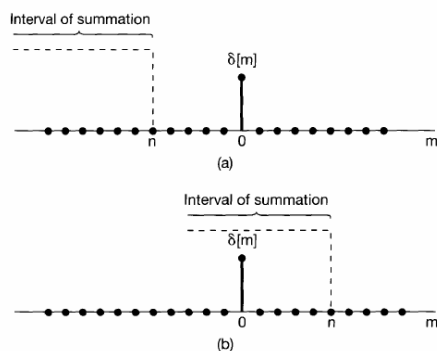 Interval of summation
δ[m]
n 0 m
(a)
Interval of summation
δ[m]
0 n m
(b)